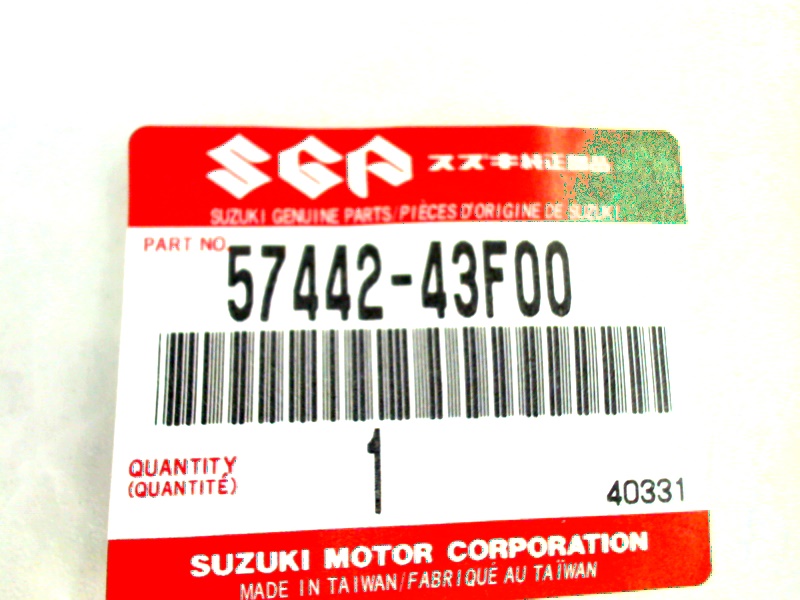 SGP スズキ純正部品
SUZUKI GENUINE PARTS/PIÈCES D'ORIGINE DE SUZUKI
PART NO.
57442-43F00
1
QUANTITY
(QUANTITÉ)
40331
SUZUKI MOTOR CORPORATION
MADE IN TAIWAN/FABRIQUÉ AU TAÏWAN